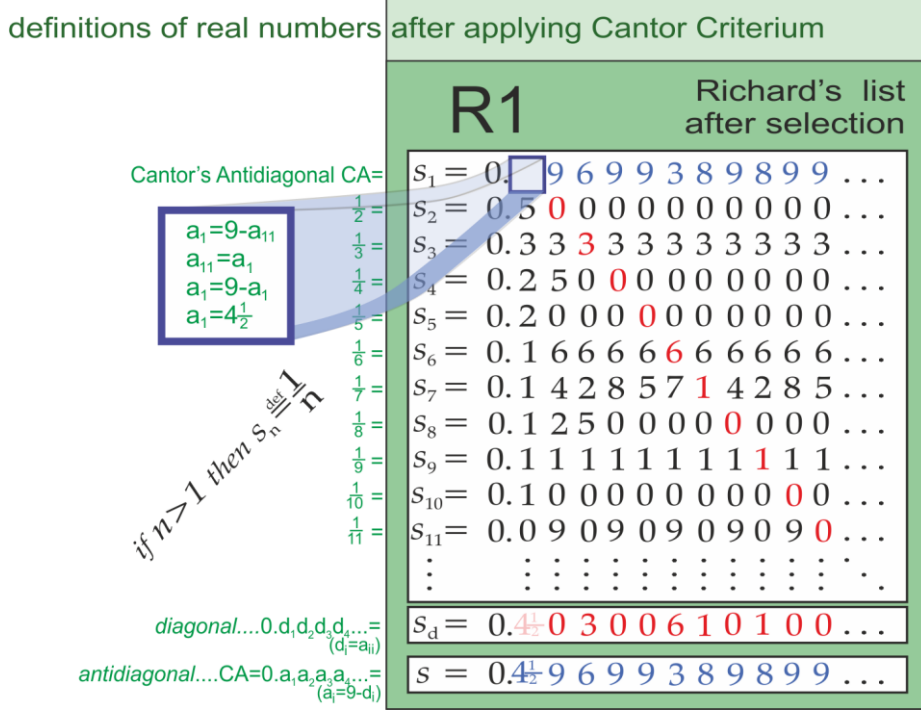 definitions of real numbers after applying Cantor Criterium
R1
Richard's list
after selection
Cantor's Antidiagonal CA= s₁ = 0. 9 6 9 9 3 8 9 8 9 9 ...
½= s₂ = 0.5 0 0 0 0 0 0 0 0 0 0 ...
⅓= s₃ = 0.3 3 3 3 3 3 3 3 3 3 3 ...
¼= s₄ = 0.2 5 0 0 0 0 0 0 0 0 0 ...
⅕= s₅ = 0.2 0 0 0 0 0 0 0 0 0 0 ...
⅙= s₆ = 0.1 6 6 6 6 6 6 6 6 6 6 ...
1/7= s₇ = 0.1 4 2 8 5 7 1 4 2 8 5 ...
⅛= s₈ = 0.1 2 5 0 0 0 0 0 0 0 0 ...
1/9= s₉ = 0.1 1 1 1 1 1 1 1 1 1 1 ...
1/10= s₁₀= 0.1 0 0 0 0 0 0 0 0 0 0 ...
1/11= s₁₁= 0.0 9 0 9 0 9 0 9 0 9 0 ...
a₁=9-a₁₁
a₁₁=a₁
a₁=9-a₁
a₁=4½
if n>1 then sₙ ≝ 1/n
diagonal....0.d₁d₂d₃d₄...= s_d = 0.4½ 0 3 0 0 6 1 0 1 0 0 ...
(dᵢ=aᵢᵢ)
antidiagonal....CA=0.a₁a₂a₃a₄...= s = 0.4½ 9 6 9 9 3 8 9 8 9 9 ...
(aᵢ=9-dᵢ)